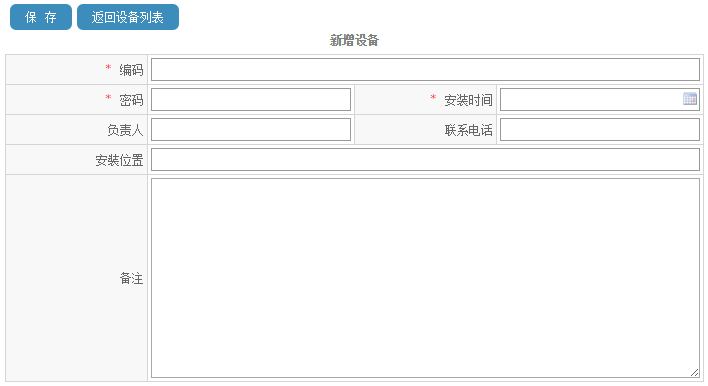 保 存 返回设备列表
新增设备
* 编码
* 密码 * 安装时间
负责人 联系电话
安装位置
备注